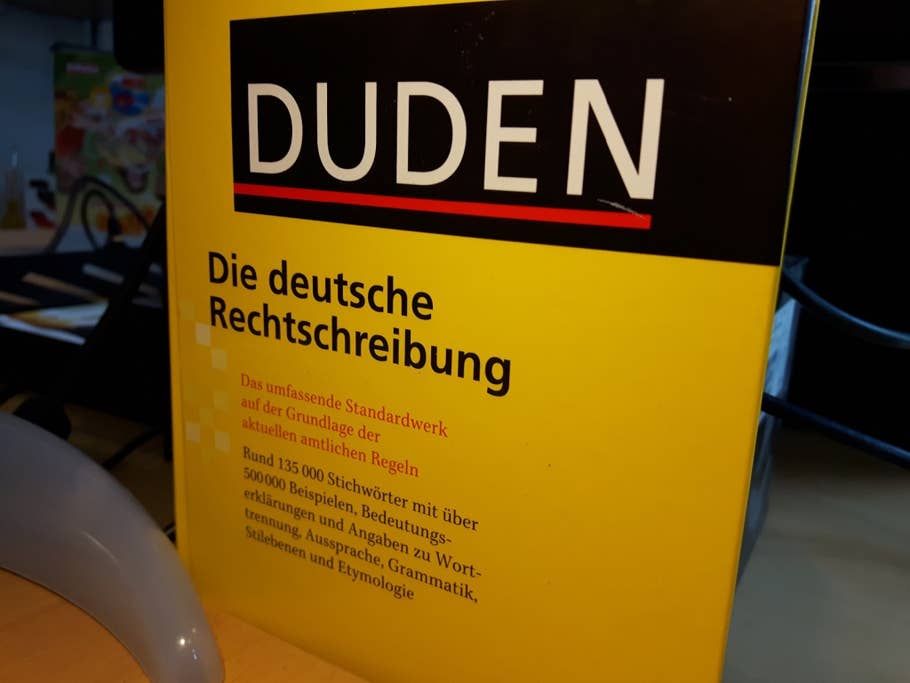 DUDEN
Die deutsche
Rechtschreibung
Das umfassende Standardwerk
auf der Grundlage der
aktuellen amtlichen Regeln
Rund 135 000 Stichwörter mit über
500 000 Beispielen, Bedeutungs-
erklärungen und Angaben zu Wort-
trennung, Aussprache, Grammatik,
Stilebenen und Etymologie